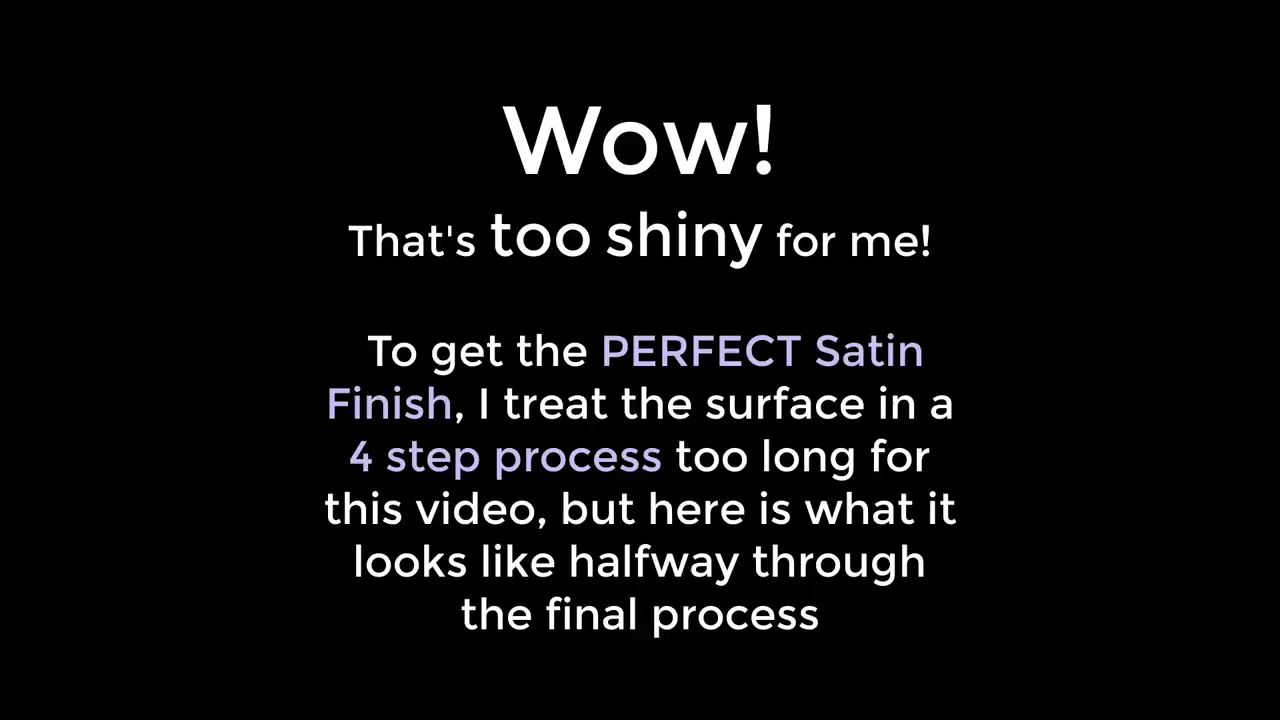 Wow!
That's too shiny for me!
To get the PERFECT Satin
Finish, I treat the surface in a
4 step process too long for
this video, but here is what it
looks like halfway through
the final process